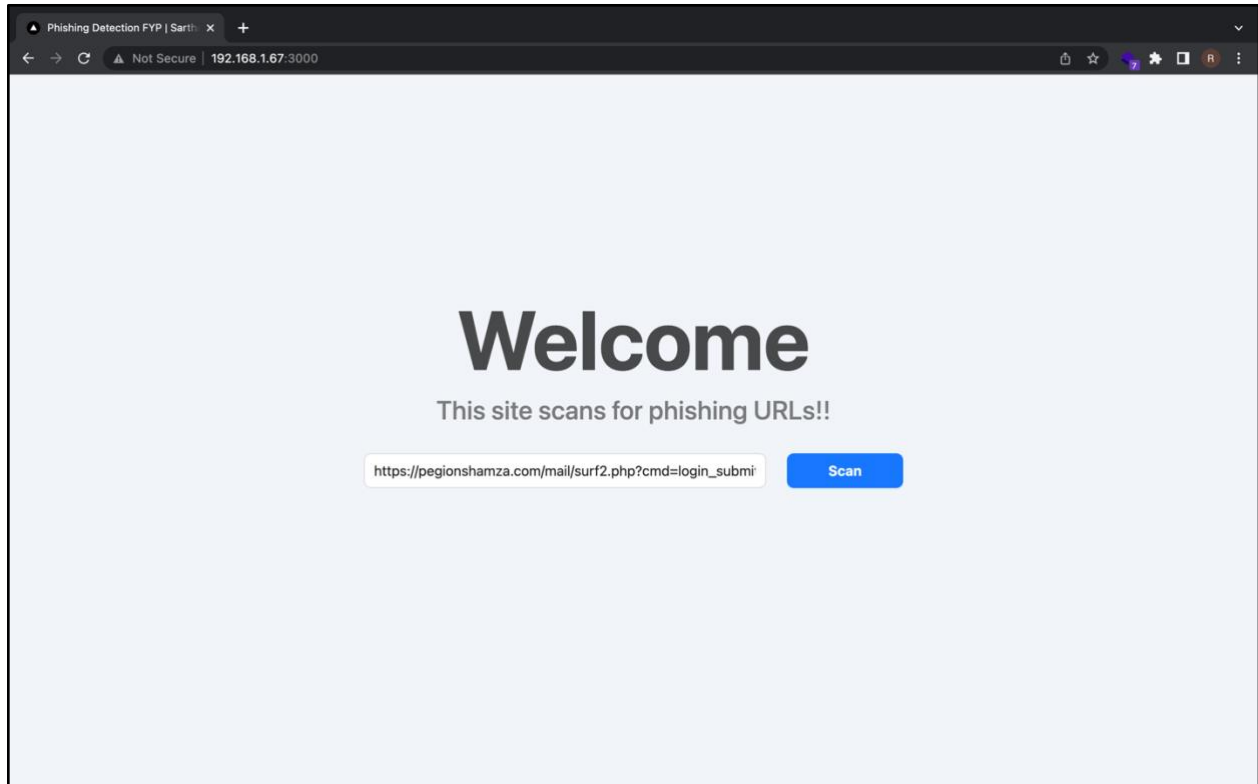 Phishing Detection FYP | Sarth
Not Secure | 192.168.1.67:3000
7
R
Welcome
This site scans for phishing URLs!!
https://pegionshamza.com/mail/surf2.php?cmd=login_submi
Scan